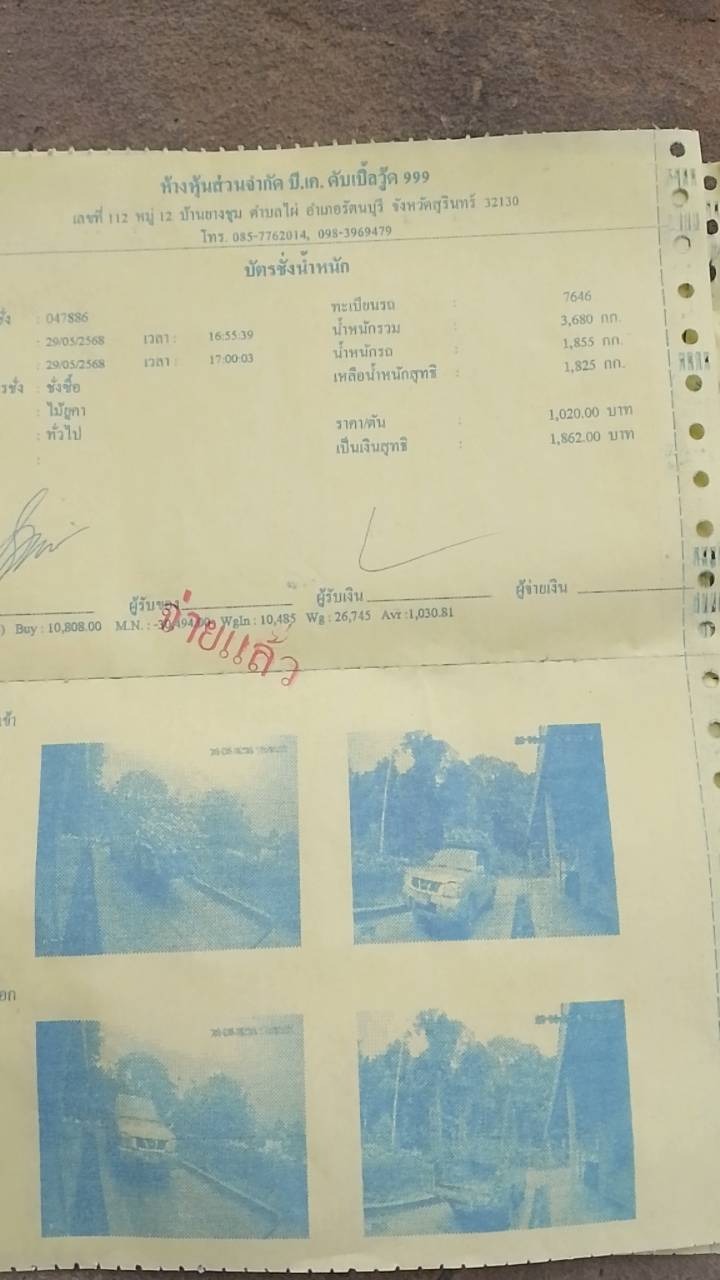 ห้างหุ้นส่วนจำกัด บี.เค. ดับเบิ้ลวู้ด 999
เลขที่ 112 หมู่ 12 บ้านยางชุม ตำบลไผ่ อำเภอรัตนบุรี จังหวัดสุรินทร์ 32130
โทร. 085-7762014, 098-3969479
บัตรชั่งน้ำหนัก
ชั่ง : 047886 ทะเบียนรถ : 7646
: 29/05/2568 เวลา : 16:55:39 น้ำหนักรวม : 3,680 กก.
: 29/05/2568 เวลา : 17:00:03 น้ำหนักรถ : 1,855 กก.
รชั่ง : ชั่งซื้อ เหลือน้ำหนักสุทธิ : 1,825 กก.
: ไม้ยูคา ราคา/ตัน : 1,020.00 บาท
: ทั่วไป เป็นเงินสุทธิ : 1,862.00 บาท
:
ผู้รับของ ผู้รับเงิน ผู้จ่ายเงิน
) Buy : 10,808.00 M.N. : WgIn : 10,485 Wg : 26,745 Avr :1,030.81
จ่ายแล้ว